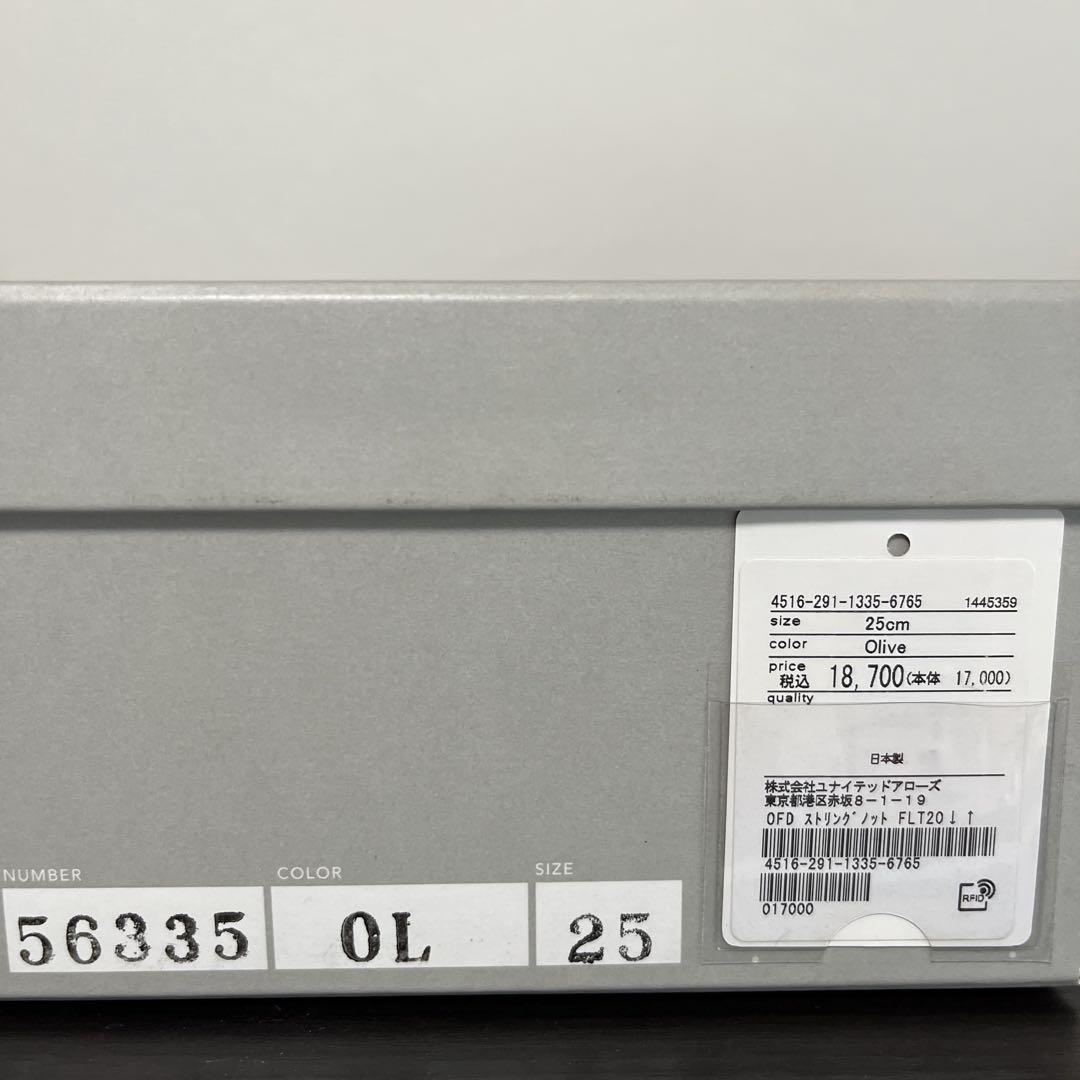 4516-291-1335-6765 1445359
size 25cm
color Olive
price 税込 18,700(本体 17,000)
quality
日本製
株式会社ユナイテッドアローズ
東京都港区赤坂8-1-19
OFD ストリングノット FLT20↓ ↑
4516-291-1335-6765
017000
RFID
NUMBER COLOR SIZE
56335 OL 25